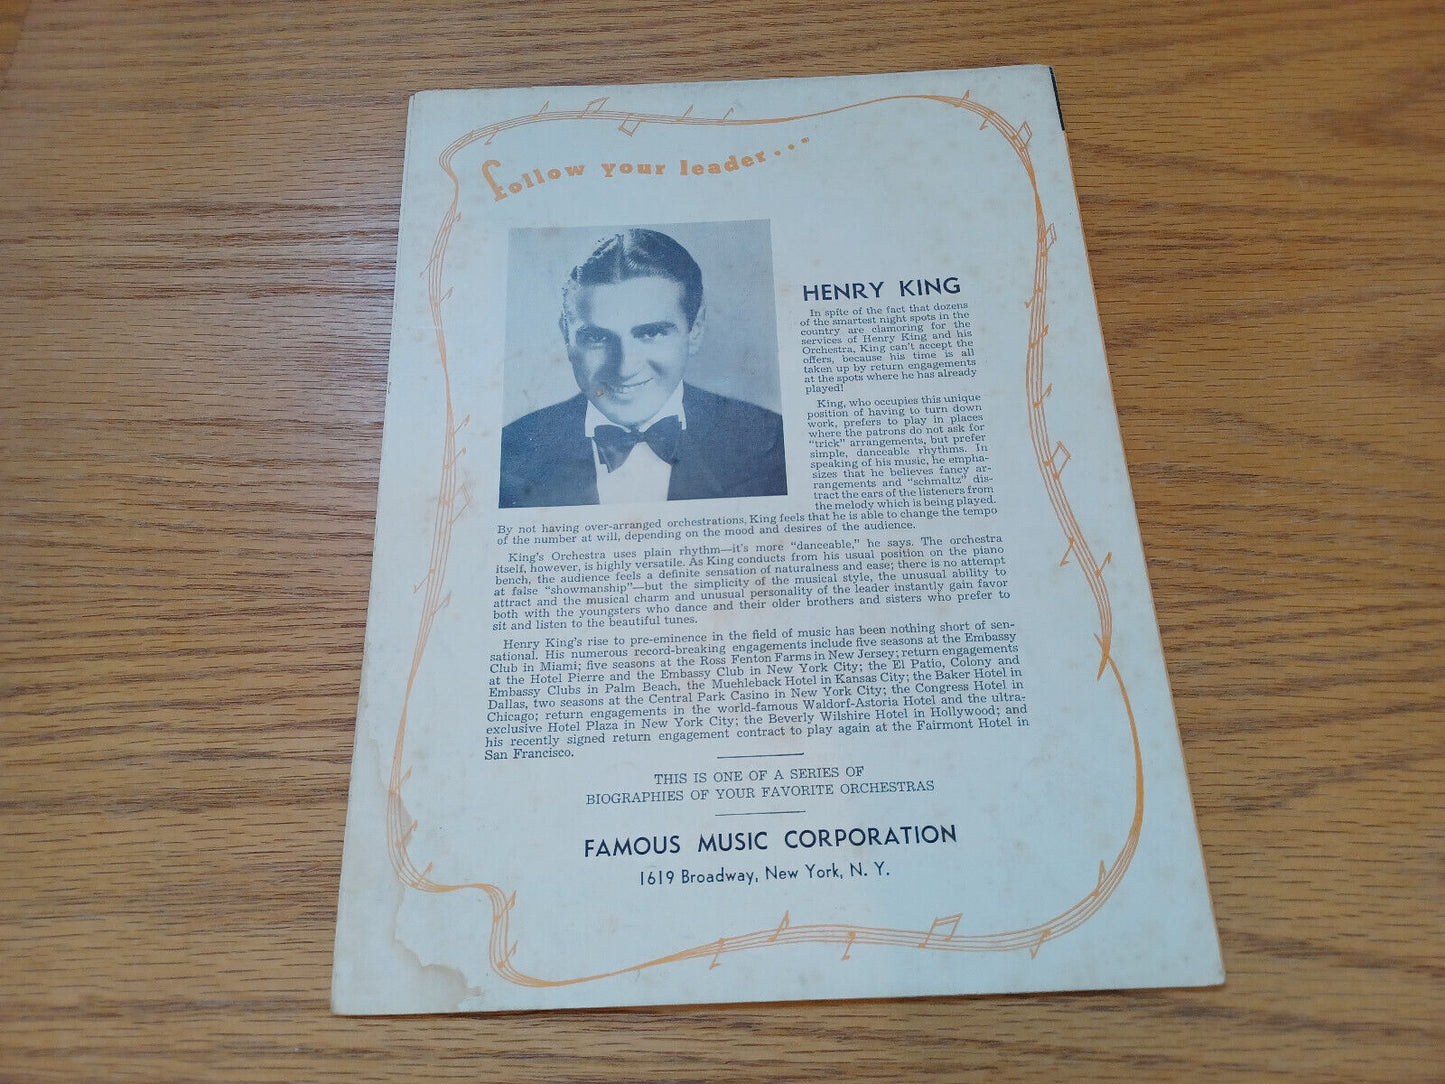 follow your leader...
HENRY KING
In spite of the fact that dozens
of the smartest night spots in the
country are clamoring for the
services of Henry King and his
Orchestra, King can't accept the
offers, because his time is all
taken up by return engagements
at the spots where he has already
played!
King, who occupies this unique
position of having to turn down
work, prefers to play in places
where the patrons do not ask for
"trick" arrangements, but prefer
simple, danceable rhythms. In
speaking of his music, he empha-
sizes that he believes fancy ar-
rangements and "schmaltz" dis-
tract the ears of the listeners from
the melody which is being played.
By not having over-arranged orchestrations, King feels that he is able to change the tempo
of the number at will, depending on the mood and desires of the audience.
King's Orchestra uses plain rhythm—it's more "danceable," he says. The orchestra
itself, however, is highly versatile. As King conducts from his usual position on the piano
bench, the audience feels a definite sensation of naturalness and ease; there is no attempt
at false "showmanship"—but the simplicity of the musical style, the unusual ability to
attract and the musical charm and unusual personality of the leader instantly gain favor
both with the youngsters who dance and their older brothers and sisters who prefer to
sit and listen to the beautiful tunes.
Henry King's rise to pre-eminence in the field of music has been nothing short of sen-
sational. His numerous record-breaking engagements include five seasons at the Embassy
Club in Miami; five seasons at the Ross Fenton Farms in New Jersey; return engagements
at the Hotel Pierre and the Embassy Club in New York City; the El Patio, Colony and
Embassy Clubs in Palm Beach, the Muehleback Hotel in Kansas City; the Baker Hotel in
Dallas, two seasons at the Central Park Casino in New York City; the Congress Hotel in
Chicago; return engagements in the world-famous Waldorf-Astoria Hotel and the ultra-
exclusive Hotel Plaza in New York City; the Beverly Wilshire Hotel in Hollywood; and
his recently signed return engagement contract to play again at the Fairmont Hotel in
San Francisco.
THIS IS ONE OF A SERIES OF
BIOGRAPHIES OF YOUR FAVORITE ORCHESTRAS
FAMOUS MUSIC CORPORATION
1619 Broadway, New York, N. Y.